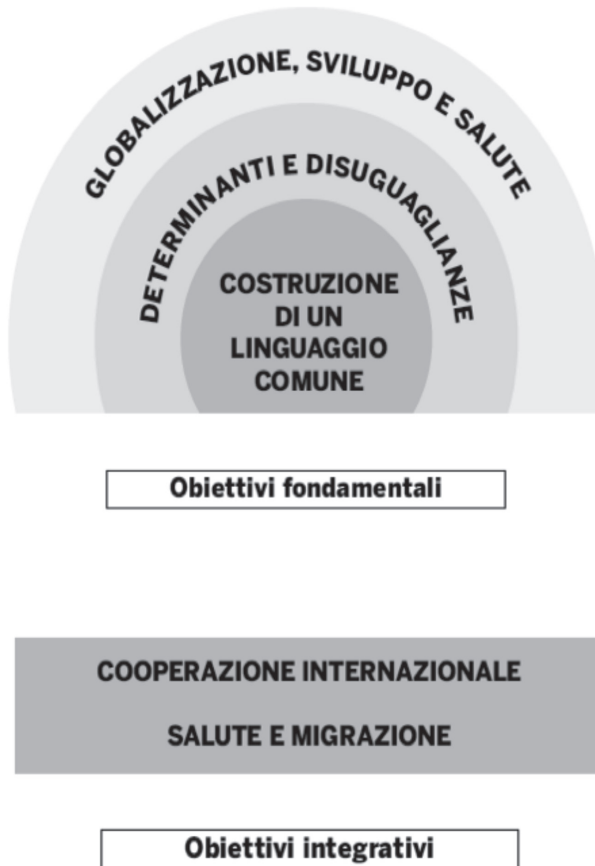 GLOBALIZZAZIONE, SVILUPPO E SALUTE
DETERMINANTI E DISUGUAGLIANZE
COSTRUZIONE
DI UN
LINGUAGGIO
COMUNE
Obiettivi fondamentali
COOPERAZIONE INTERNAZIONALE
SALUTE E MIGRAZIONE
Obiettivi integrativi